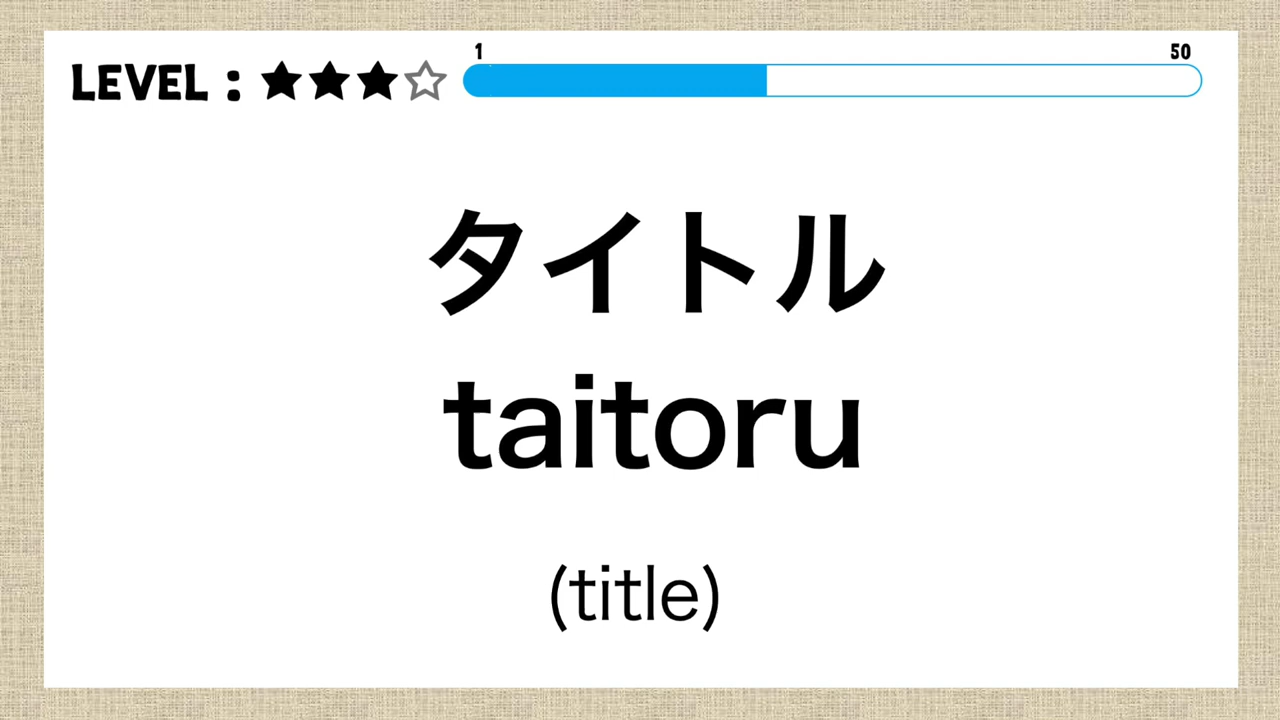 1 50
LEVEL : ★★★☆
タイトル
taitoru
(title)